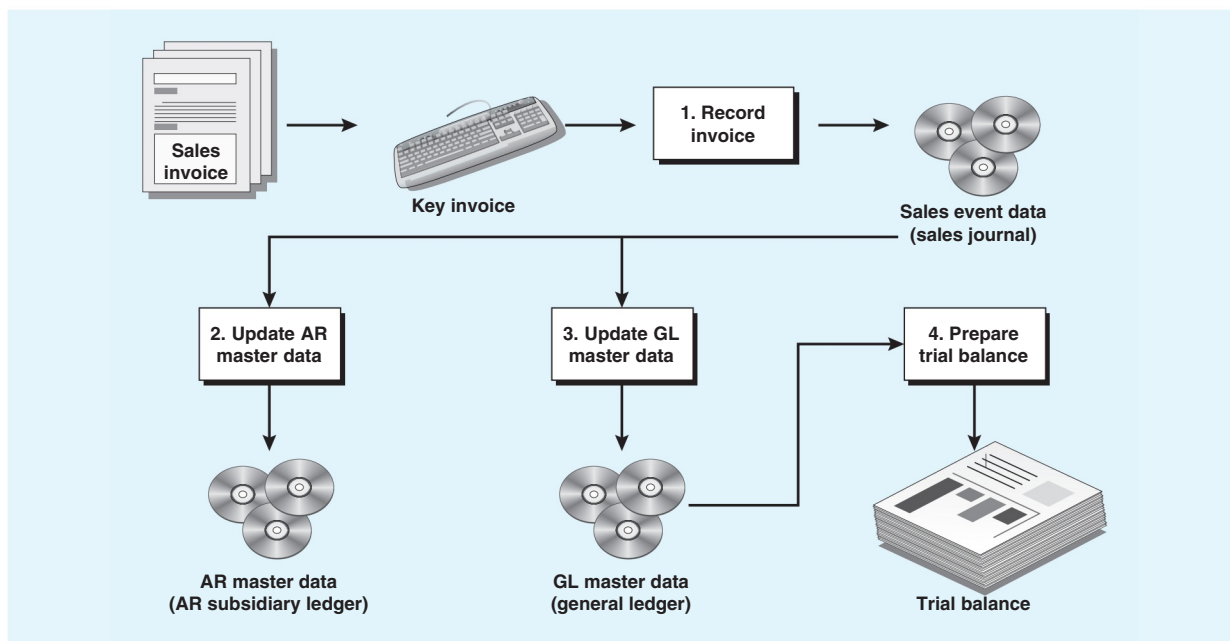 Sales
invoice
Key invoice
1. Record
invoice
Sales event data
(sales journal)
2. Update AR
master data
3. Update GL
master data
4. Prepare
trial balance
AR master data
(AR subsidiary ledger)
GL master data
(general ledger)
Trial balance